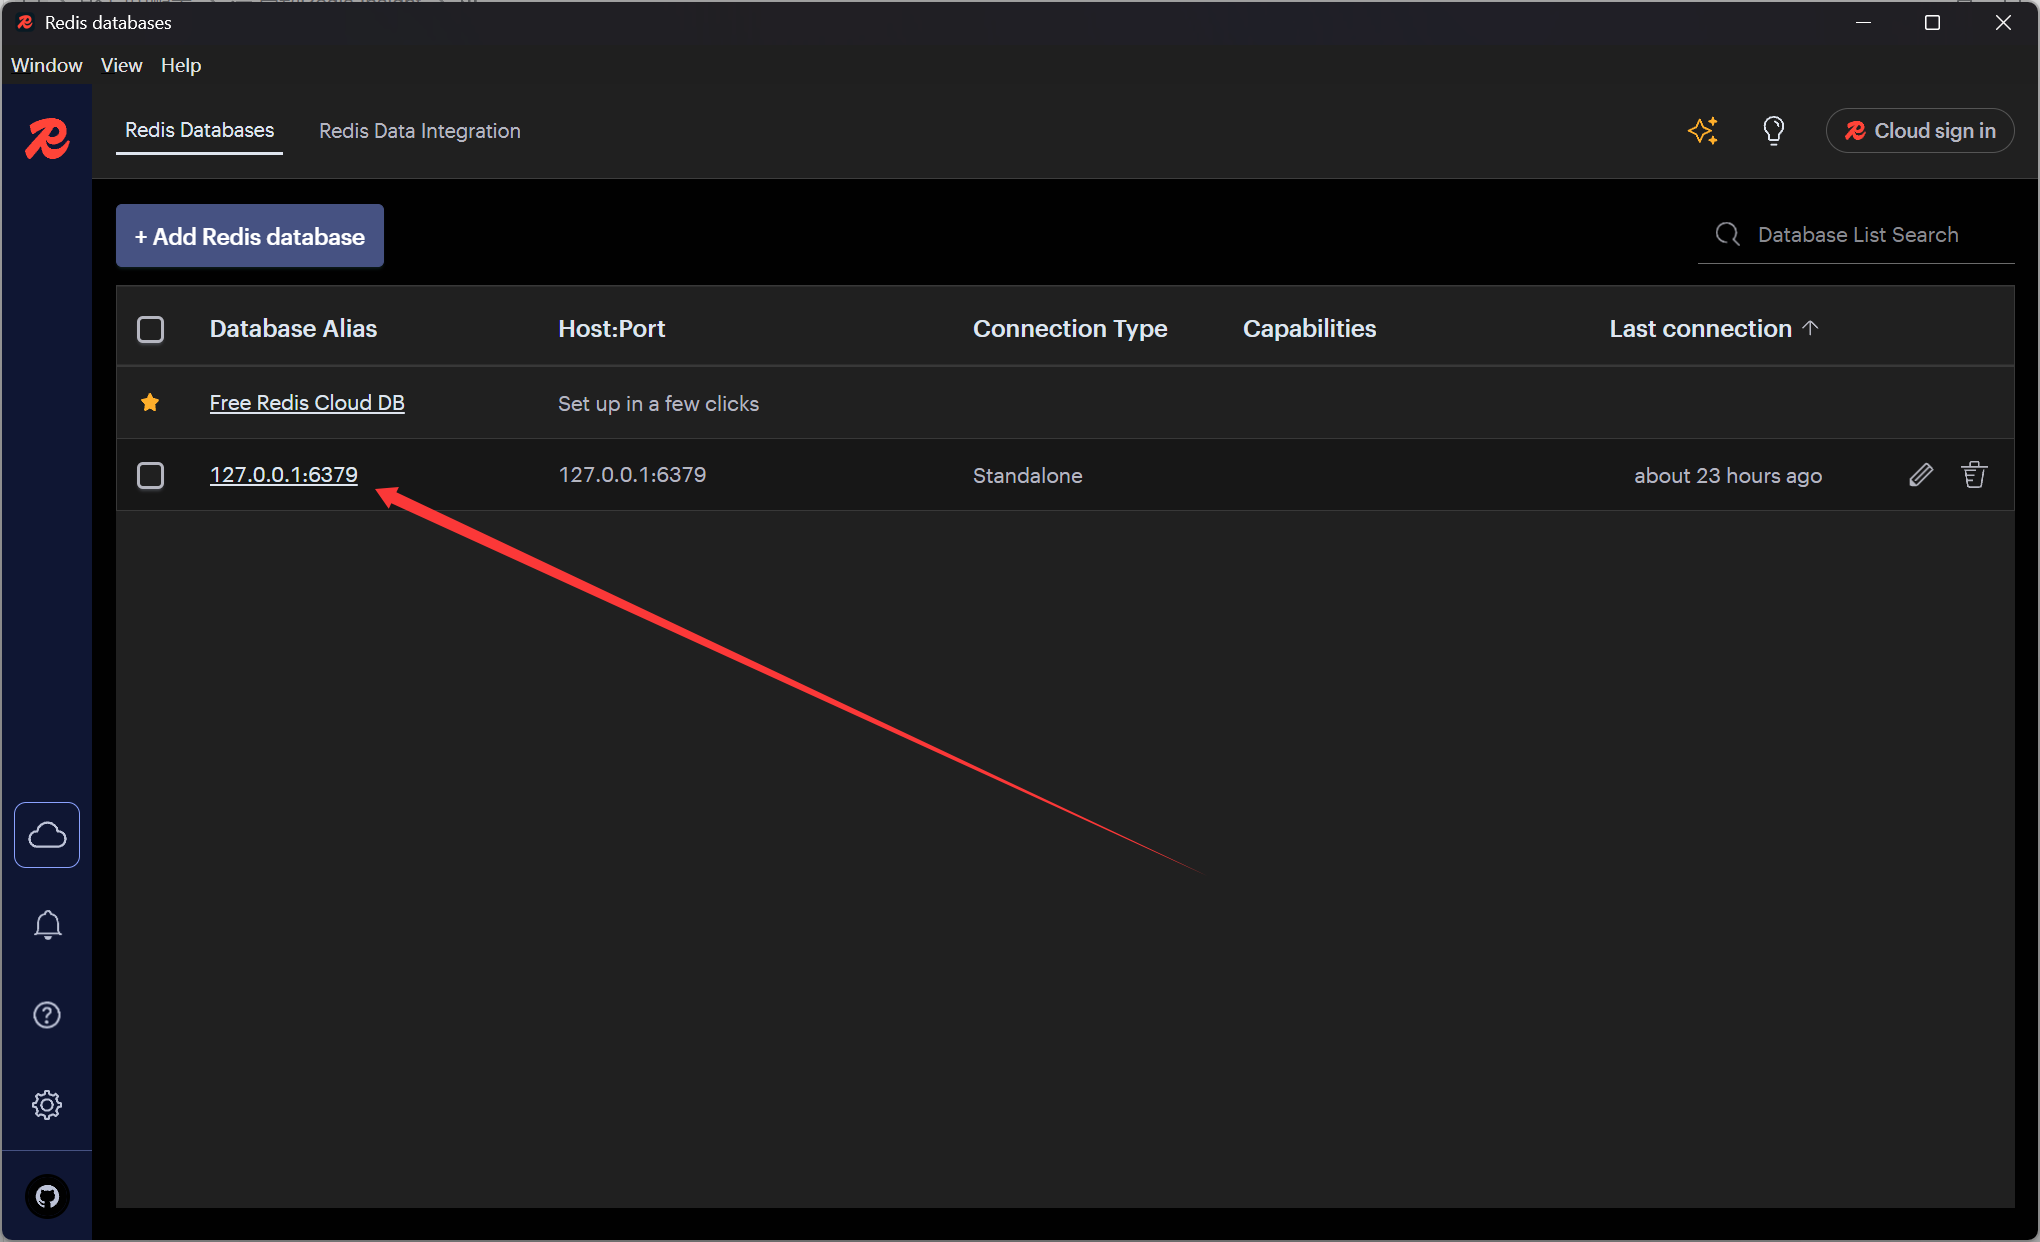 Redis databases
Window View Help
Redis Databases Redis Data Integration Cloud sign in
+ Add Redis database Database List Search
Database Alias Host:Port Connection Type Capabilities Last connection ↑
Free Redis Cloud DB Set up in a few clicks
127.0.0.1:6379 127.0.0.1:6379 Standalone about 23 hours ago